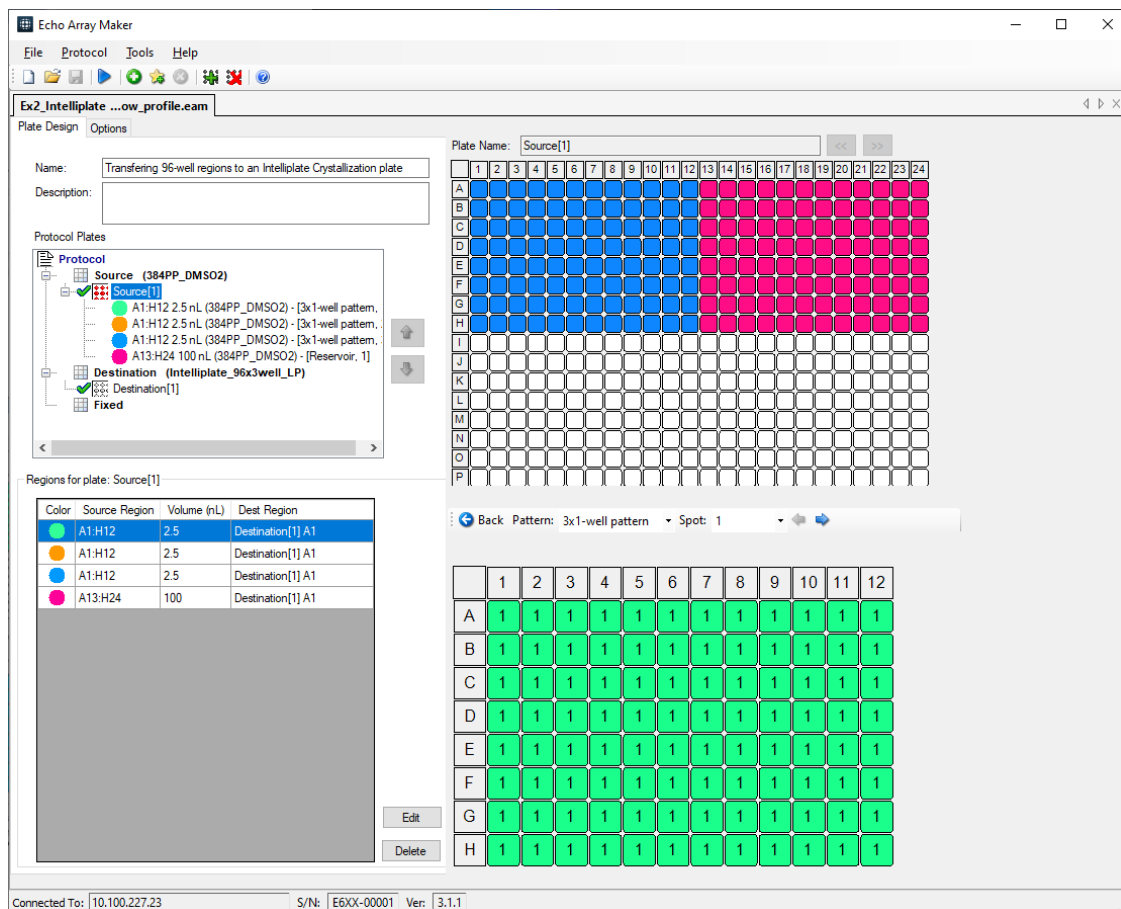 Echo Array Maker
File Protocol Tools Help
Ex2_Intelliplate ...ow_profile.eam
Plate Design Options
Name: Transfering 96-well regions to an Intelliplate Crystallization plate
Description:
Protocol Plates
Protocol
Source (384PP_DMSO2)
Source[1]
A1:H12 2.5 nL (384PP_DMSO2) - [3x1-well pattern,
A1:H12 2.5 nL (384PP_DMSO2) - [3x1-well pattern,
A1:H12 2.5 nL (384PP_DMSO2) - [3x1-well pattern,
A13:H24 100 nL (384PP_DMSO2) - [Reservoir, 1]
Destination (Intelliplate_96x3well_LP)
Destination[1]
Fixed
Regions for plate: Source[1]
Color Source Region Volume (nL) Dest Region
A1:H12 2.5 Destination[1] A1
A1:H12 2.5 Destination[1] A1
A1:H12 2.5 Destination[1] A1
A13:H24 100 Destination[1] A1
Edit
Delete
Plate Name: Source[1] << >>
1 2 3 4 5 6 7 8 9 10 11 12 13 14 15 16 17 18 19 20 21 22 23 24
A
B
C
D
E
F
G
H
I
J
K
L
M
N
O
P
Back Pattern: 3x1-well pattern Spot: 1
1 2 3 4 5 6 7 8 9 10 11 12
A 1 1 1 1 1 1 1 1 1 1 1 1
B 1 1 1 1 1 1 1 1 1 1 1 1
C 1 1 1 1 1 1 1 1 1 1 1 1
D 1 1 1 1 1 1 1 1 1 1 1 1
E 1 1 1 1 1 1 1 1 1 1 1 1
F 1 1 1 1 1 1 1 1 1 1 1 1
G 1 1 1 1 1 1 1 1 1 1 1 1
H 1 1 1 1 1 1 1 1 1 1 1 1
Connected To: 10.100.227.23 S/N: E6XX-00001 Ver: 3.1.1